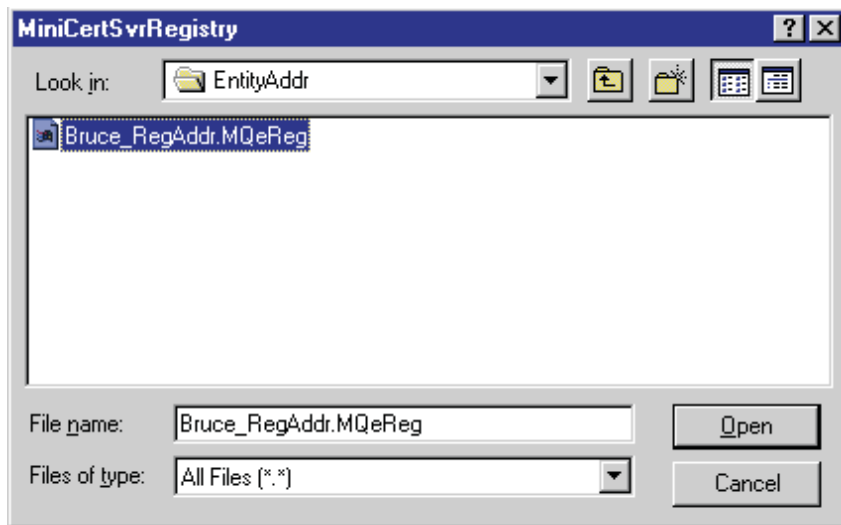 MiniCertSvrRegistry
Look in: EntityAddr
Bruce_RegAddr.MQeReg
File name: Bruce_RegAddr.MQeReg Open
Files of type: All Files (*.*) Cancel